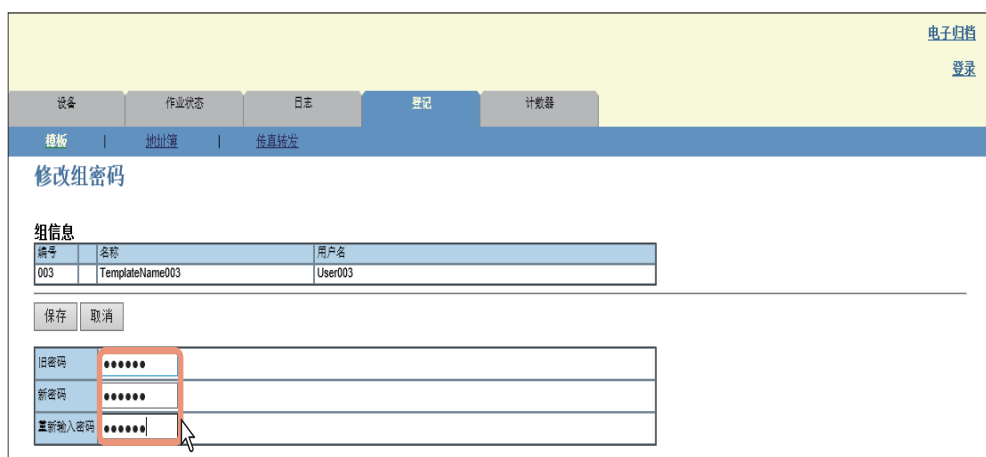 电子归档
登录
设备 作业状态 日志 登记 计数器
模板 | 地址簿 | 传真转发
修改组密码
组信息
编号 名称 用户名
003 TemplateName003 User003
保存 取消
旧密码 ●●●●●●
新密码 ●●●●●●
重新输入密码 ●●●●●●